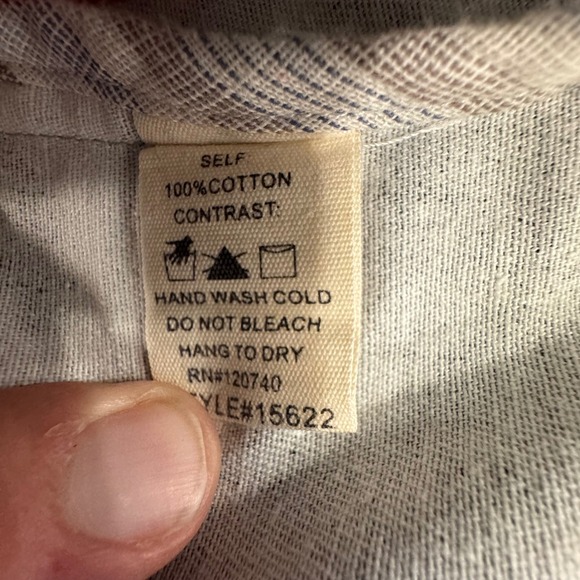 SELF
100%COTTON
CONTRAST:
HAND WASH COLD
DO NOT BLEACH
HANG TO DRY
RN#120740
YLE#15622